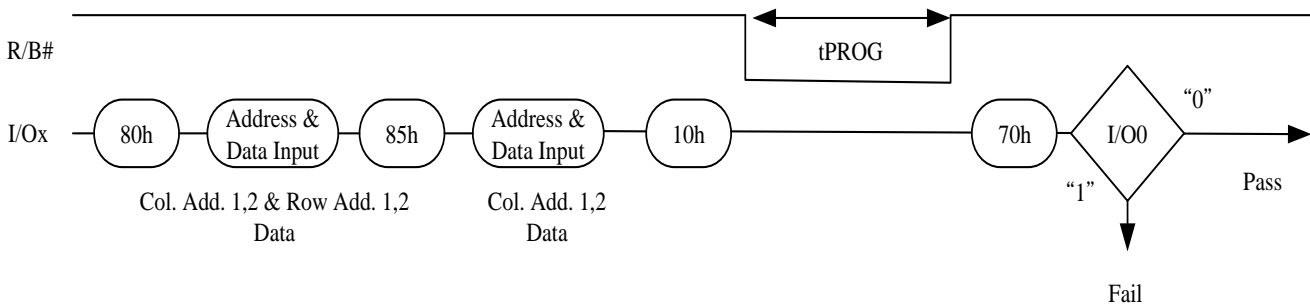 R/B#
tPROG
I/Ox
80h
Address &
Data Input
85h
Address &
Data Input
10h
70h
I/O0
“0”
“1”
Pass
Col. Add. 1,2 & Row Add. 1,2
Data
Col. Add. 1,2
Data
Fail